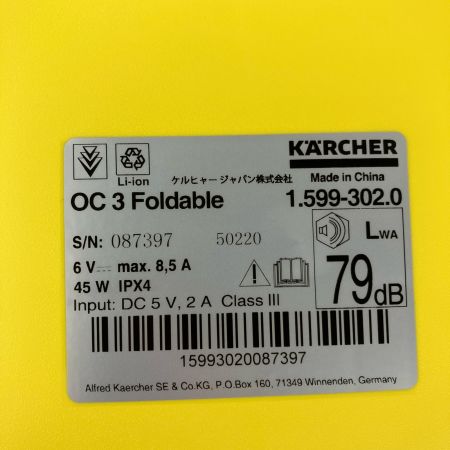 KÄRCHER
Li-ion
ケルヒャー ジャパン株式会社
Made in China
OC 3 Foldable
1.599-302.0
S/N: 087397 50220
6 V⎓ max. 8,5 A
45 W IPX4
Input: DC 5 V, 2 A Class III
LWA
79dB
15993020087397
Alfred Kaercher SE & Co.KG, P.O.Box 160, 71349 Winnenden, Germany